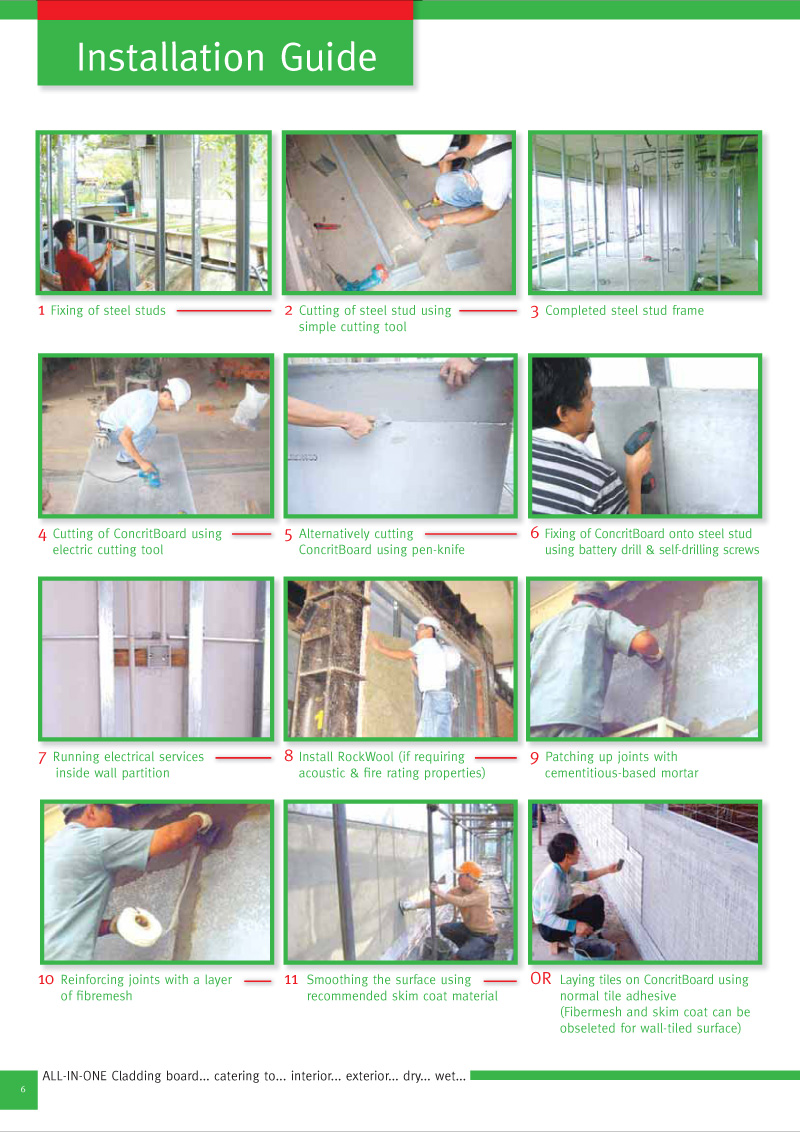 Installation Guide
1 Fixing of steel studs
2 Cutting of steel stud using
simple cutting tool
3 Completed steel stud frame
4 Cutting of ConcritBoard using
electric cutting tool
5 Alternatively cutting
ConcritBoard using pen-knife
6 Fixing of ConcritBoard onto steel stud
using battery drill & self-drilling screws
1
7 Running electrical services
inside wall partition
8 Install RockWool (if requiring
acoustic & fire rating properties)
9 Patching up joints with
cementitious-based mortar
10 Reinforcing joints with a layer
of fibremesh
11 Smoothing the surface using
recommended skim coat material
OR Laying tiles on ConcritBoard using
normal tile adhesive
(Fibermesh and skim coat can be
obseleted for wall-tiled surface)
ALL-IN-ONE Cladding board... catering to... interior... exterior... dry... wet...
6